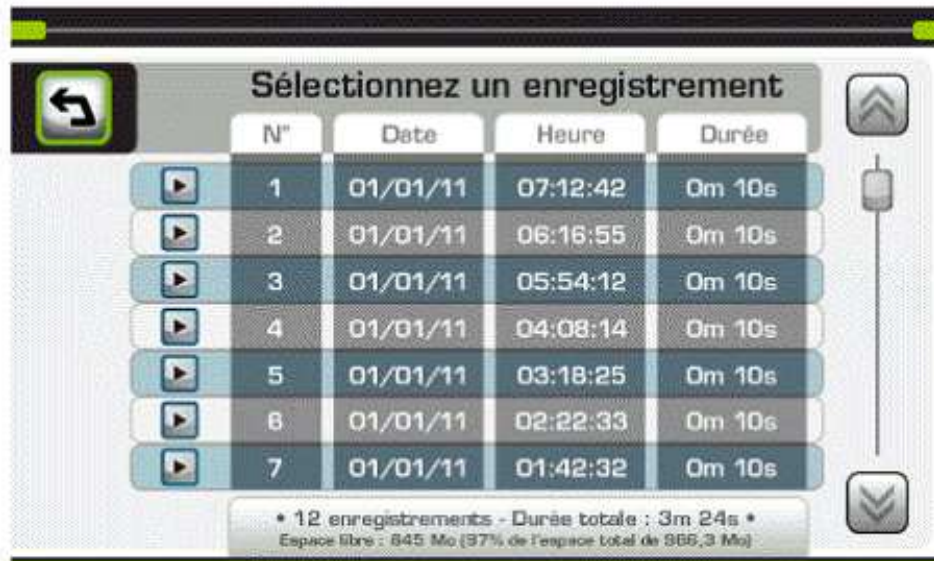 Sélectionnez un enregistrement
N° Date Heure Durée
1 01/01/11 07:12:42 0m 10s
2 01/01/11 06:16:55 0m 10s
3 01/01/11 05:54:12 0m 10s
4 01/01/11 04:08:14 0m 10s
5 01/01/11 03:18:25 0m 10s
6 01/01/11 02:22:33 0m 10s
7 01/01/11 01:42:32 0m 10s
• 12 enregistrements - Durée totale : 3m 24s •
Espace libre : 845 Mo (97% de l'espace total de 966,3 Mo)